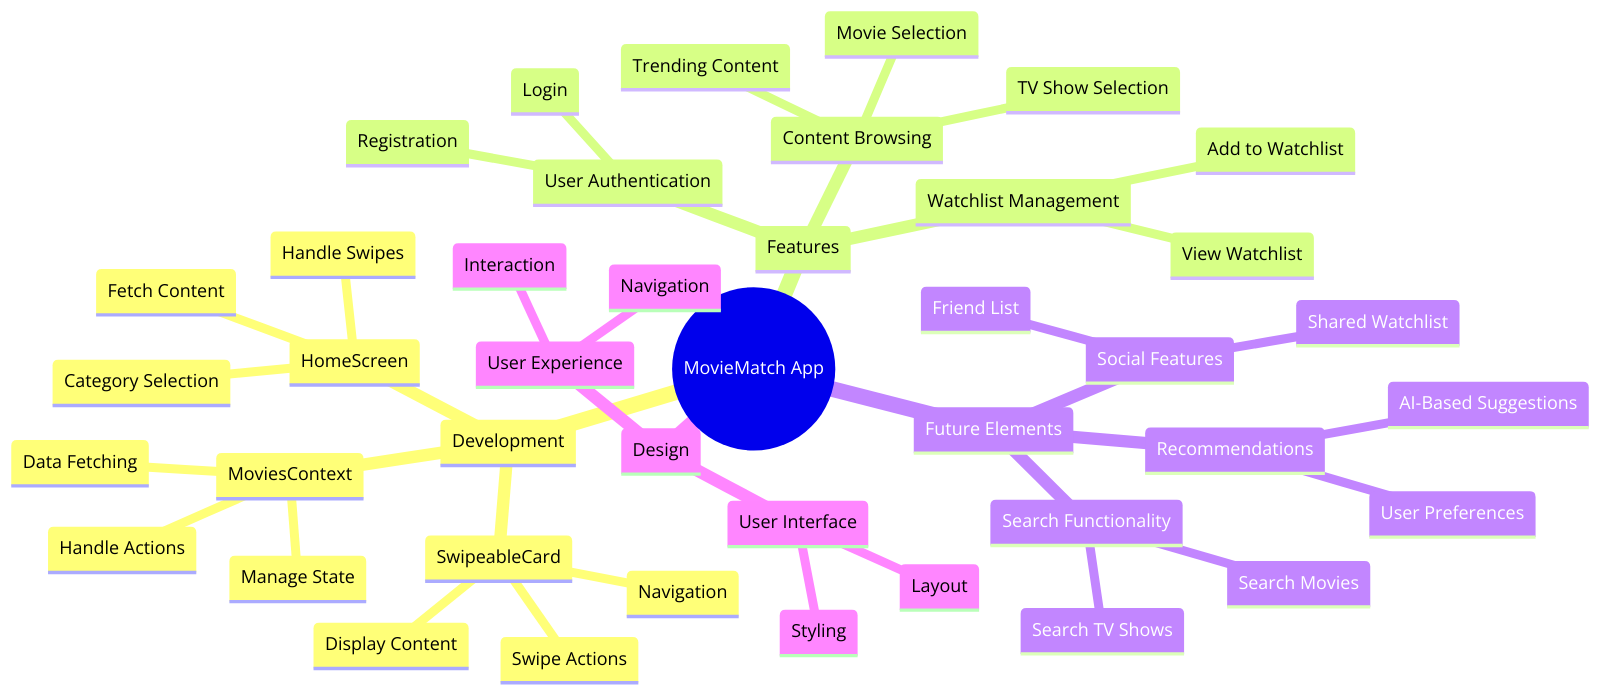 MovieMatch App
Features
User Authentication
Registration
Login
Content Browsing
Trending Content
Movie Selection
TV Show Selection
Watchlist Management
Add to Watchlist
View Watchlist
Development
HomeScreen
Handle Swipes
Fetch Content
Category Selection
MoviesContext
Data Fetching
Handle Actions
Manage State
SwipeableCard
Display Content
Swipe Actions
Navigation
Design
User Experience
Interaction
Navigation
User Interface
Styling
Layout
Future Elements
Social Features
Friend List
Shared Watchlist
Recommendations
AI-Based Suggestions
User Preferences
Search Functionality
Search Movies
Search TV Shows